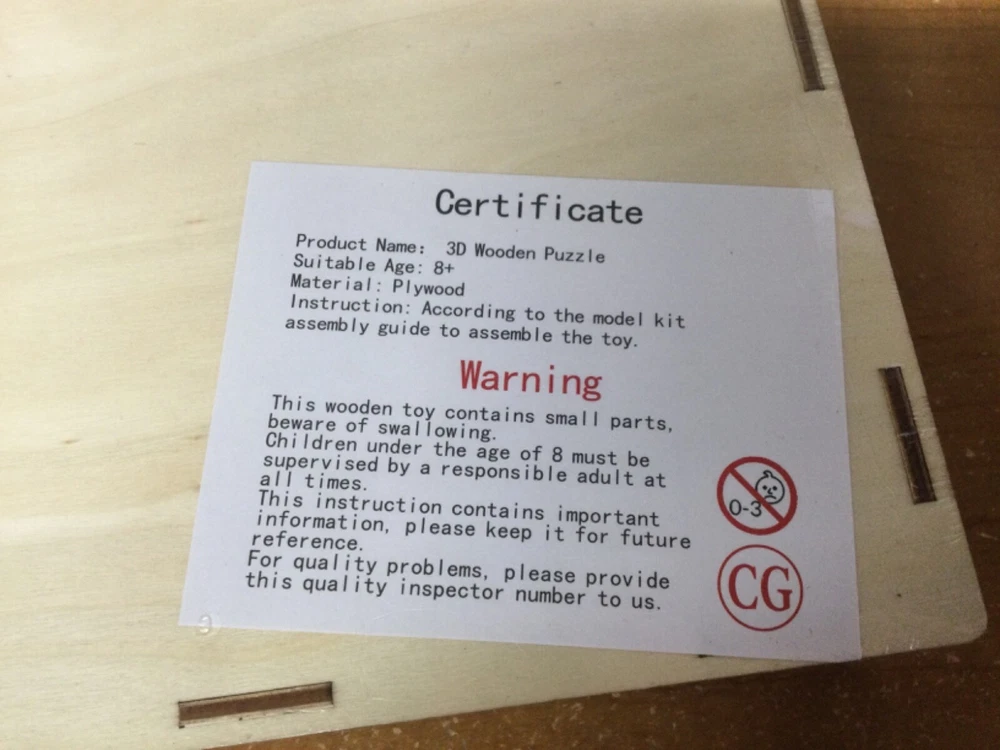 Certificate
Product Name: 3D Wooden Puzzle
Suitable Age: 8+
Material: Plywood
Instruction: According to the model kit
assembly guide to assemble the toy.
Warning
This wooden toy contains small parts,
beware of swallowing.
Children under the age of 8 must be
supervised by a responsible adult at
all times.
This instruction contains important
information, please keep it for future
reference.
For quality problems, please provide
this quality inspector number to us.
0-3
CG